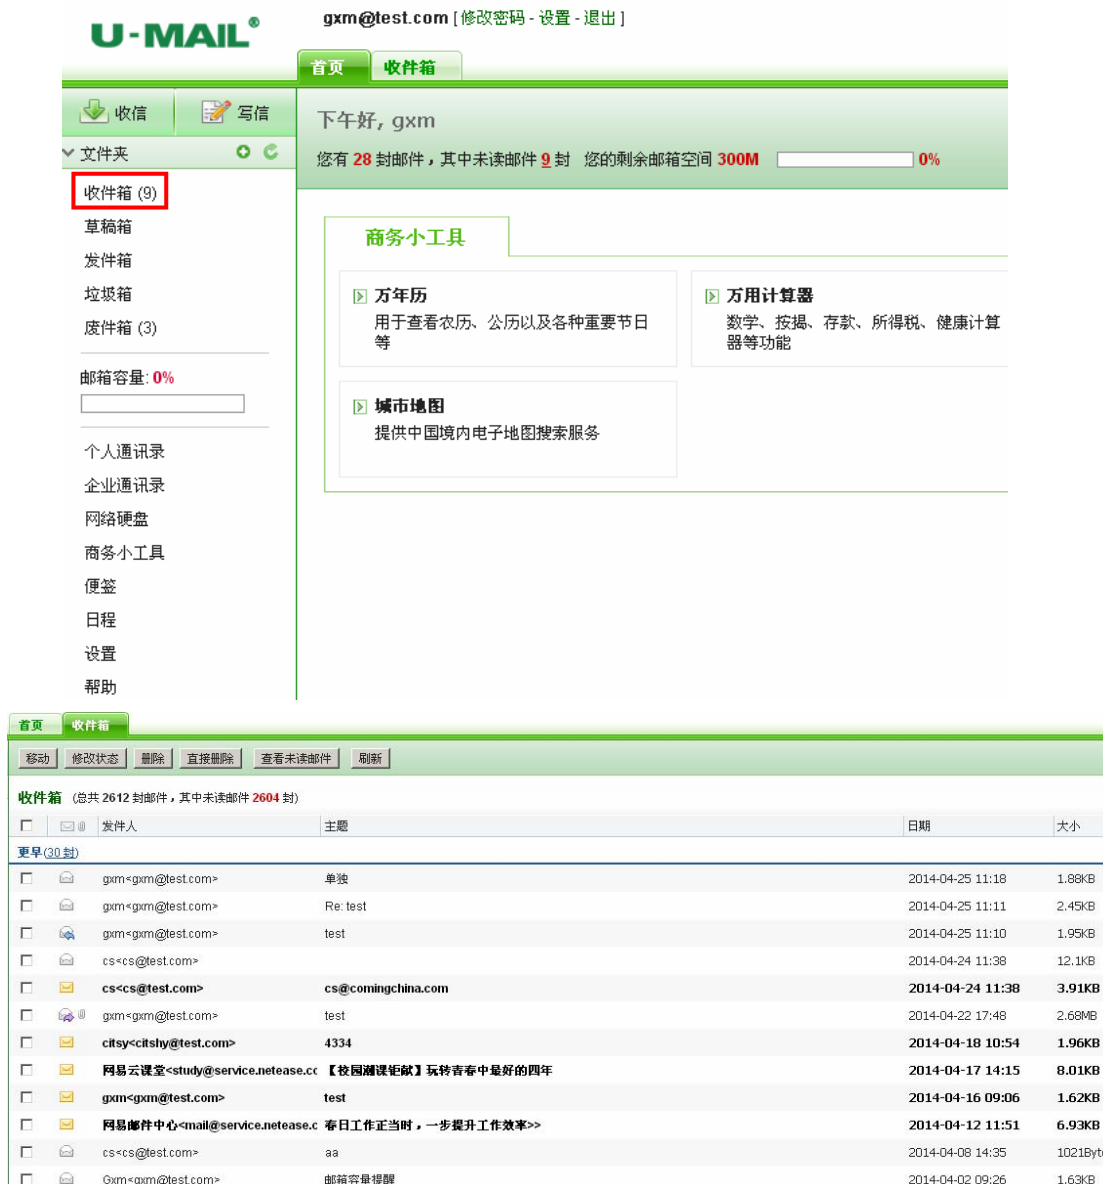 U-MAIL®
gxm@test.com [修改密码 - 设置 - 退出]
首页 收件箱
收信 写信
下午好, gxm
文件夹
您有 28 封邮件，其中未读邮件 9 封 您的剩余邮箱空间 300M 0%
收件箱 (9)
草稿箱
发件箱
垃圾箱
废件箱 (3)
邮箱容量: 0%
个人通讯录
企业通讯录
网络硬盘
商务小工具
便签
日程
设置
帮助
商务小工具
万年历
用于查看农历、公历以及各种重要节日
等
万用计算器
数学、按揭、存款、所得税、健康计算
器等功能
城市地图
提供中国境内电子地图搜索服务
首页 收件箱
移动 修改状态 删除 直接删除 查看未读邮件 刷新
收件箱 (总共 2612 封邮件，其中未读邮件 2604 封)
发件人 主题 日期 大小
更早(30 封)
gxm<gxm@test.com> 单独 2014-04-25 11:18 1.88KB
gxm<gxm@test.com> Re: test 2014-04-25 11:11 2.45KB
gxm<gxm@test.com> test 2014-04-25 11:10 1.95KB
cs<cs@test.com> 2014-04-24 11:38 12.1KB
cs<cs@test.com> cs@comingchina.com 2014-04-24 11:38 3.91KB
gxm<gxm@test.com> test 2014-04-22 17:48 2.68MB
citsy<citshy@test.com> 4334 2014-04-18 10:54 1.96KB
网易云课堂<study@service.netease.cc 【校园潮课钜献】玩转青春中最好的四年 2014-04-17 14:15 8.01KB
gxm<gxm@test.com> test 2014-04-16 09:06 1.62KB
网易邮件中心<mail@service.netease.c 春日工作正当时，一步提升工作效率>> 2014-04-12 11:51 6.93KB
cs<cs@test.com> aa 2014-04-08 14:35 1021Byt
Gxm<gxm@test.com> 邮箱容量提醒 2014-04-02 09:26 1.63KB